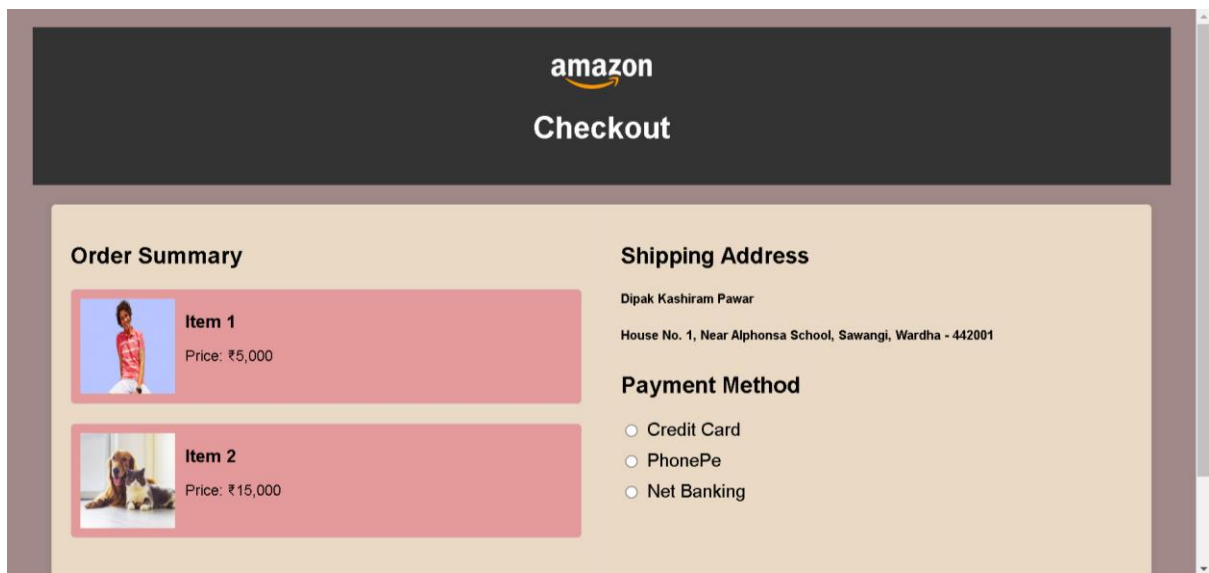 amazon
Checkout
Order Summary
Item 1
Price: ₹5,000
Item 2
Price: ₹15,000
Shipping Address
Dipak Kashiram Pawar
House No. 1, Near Alphonsa School, Sawangi, Wardha - 442001
Payment Method
Credit Card
PhonePe
Net Banking